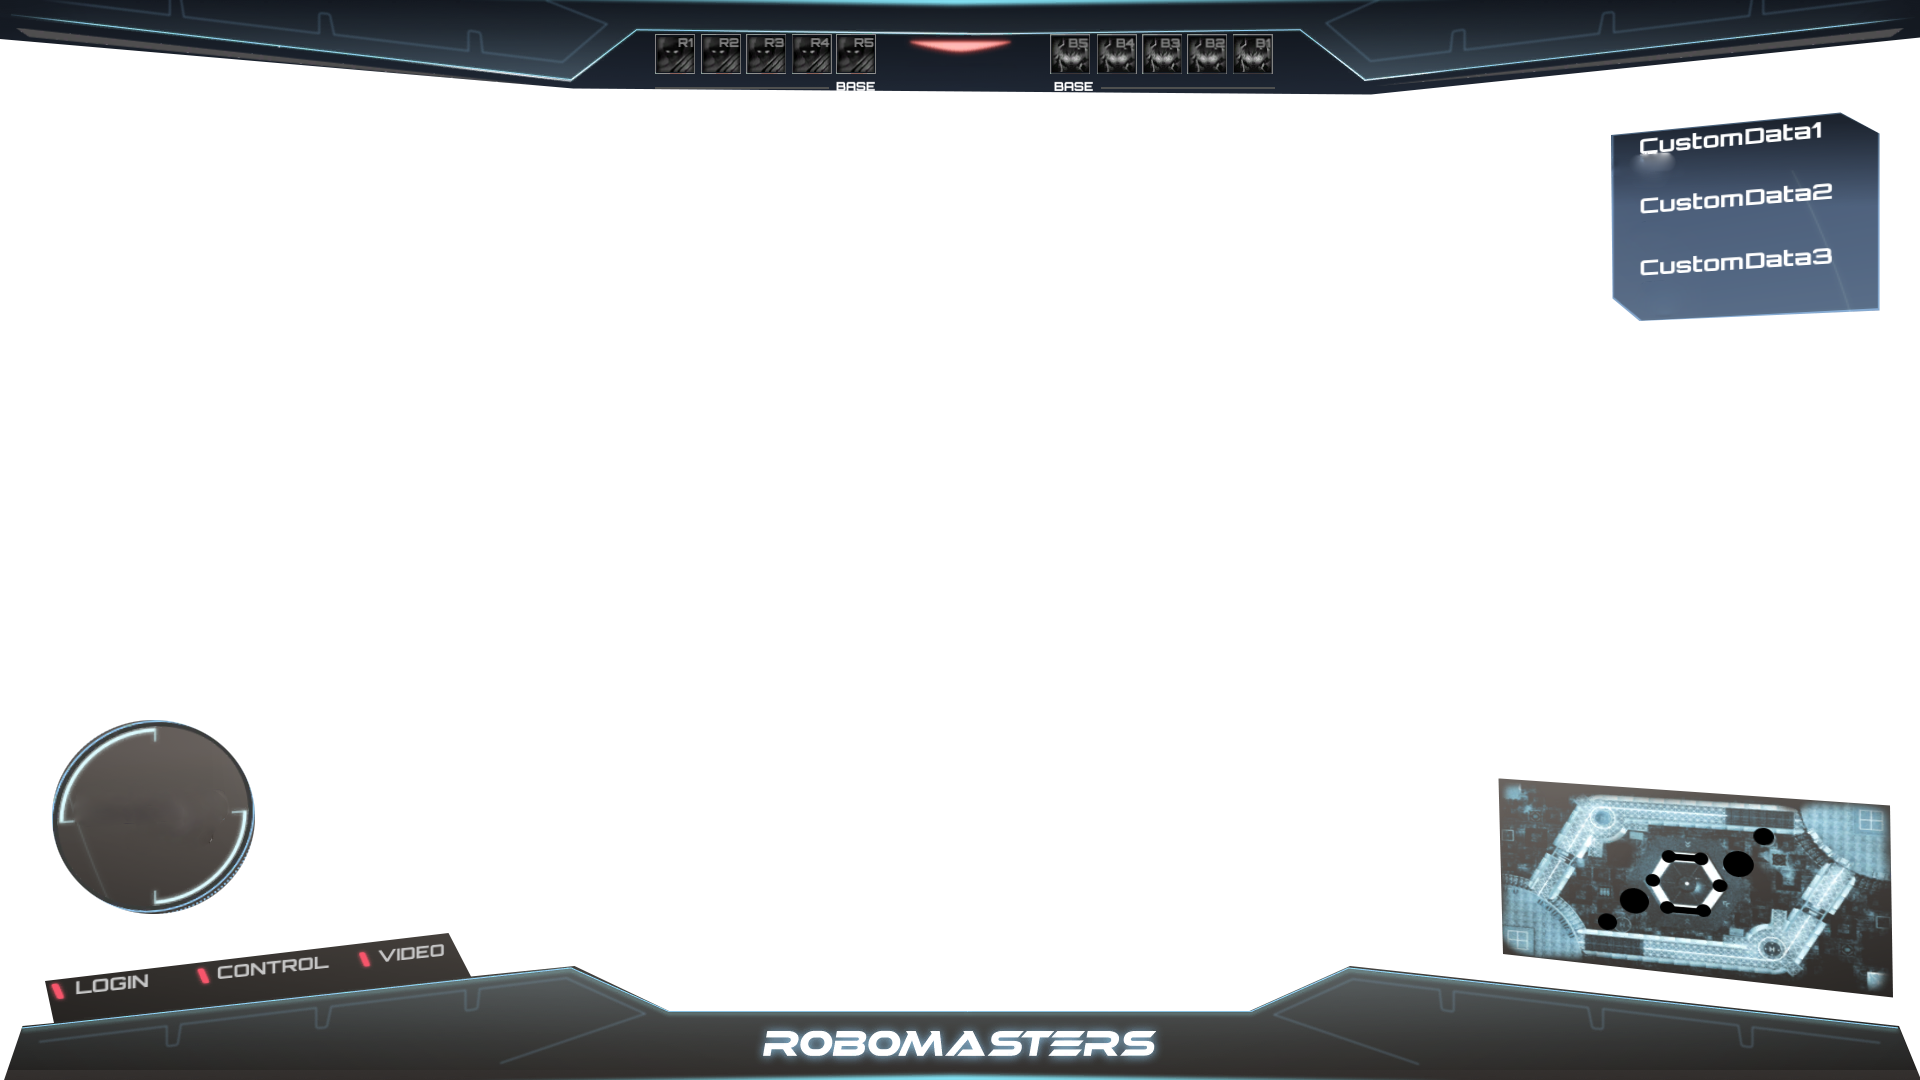 R1 R2 R3 R4 R5 B5 B4 B3 B2 B1
BASE BASE
CustomData1
CustomData2
CustomData3
LOGIN CONTROL VIDEO
ROBOMASTERS